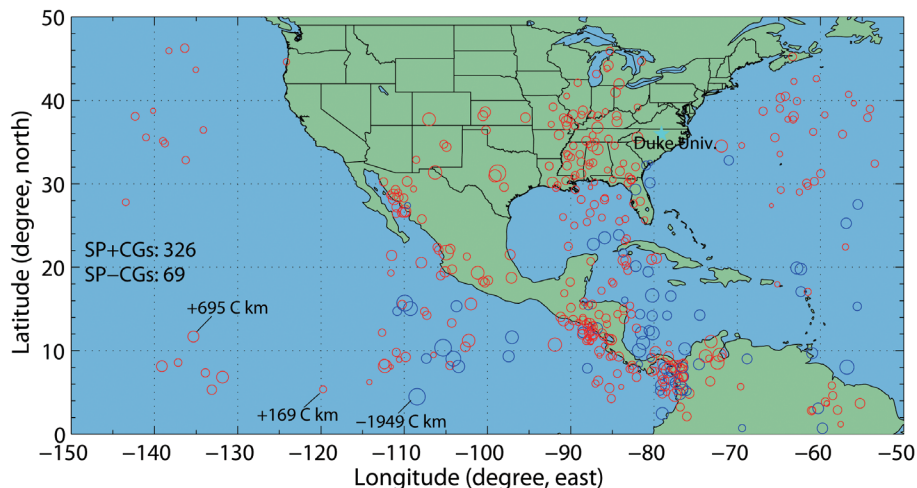 50
40
30
20
10
0
Latitude (degree, north)
Duke Univ.
SP+CGs: 326
SP−CGs: 69
+695 C km
+169 C km
−1949 C km
−150 −140 −130 −120 −110 −100 −90 −80 −70 −60 −50
Longitude (degree, east)